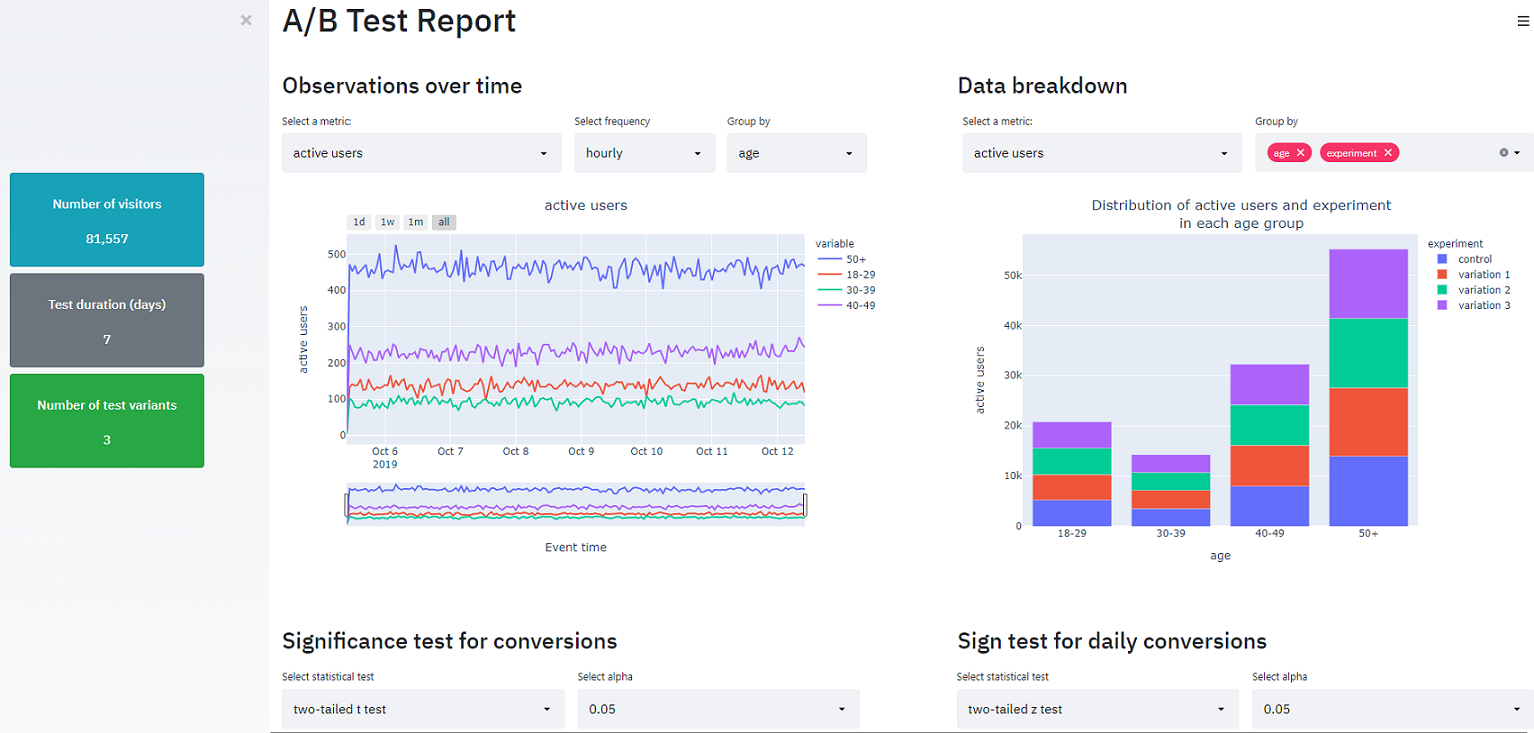 ×
Number of visitors
81,557
Test duration (days)
7
Number of test variants
3
A/B Test Report
Observations over time
Select a metric:
Select frequency
Group by
active users
hourly
age
active users
1d 1w 1m all
500
400
300
200
100
0
active users
Oct 6
2019
Oct 7
Oct 8
Oct 9
Oct 10
Oct 11
Oct 12
variable
50+
18-29
30-39
40-49
Event time
Data breakdown
Select a metric:
Group by
active users
age ×
experiment ×
Distribution of active users and experiment
in each age group
50k
40k
30k
20k
10k
0
active users
18-29
30-39
40-49
50+
age
experiment
control
variation 1
variation 2
variation 3
Significance test for conversions
Select statistical test
Select alpha
two-tailed t test
0.05
Sign test for daily conversions
Select statistical test
Select alpha
two-tailed z test
0.05